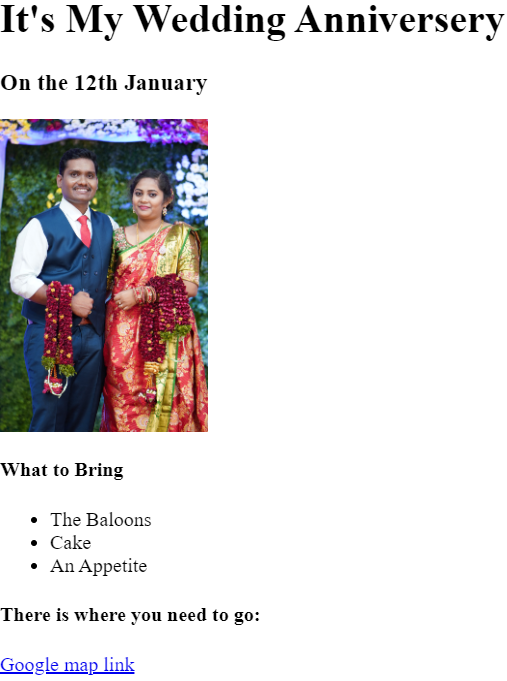 It's My Wedding Anniversery
On the 12th January
What to Bring
The Baloons
Cake
An Appetite
There is where you need to go:
Google map link